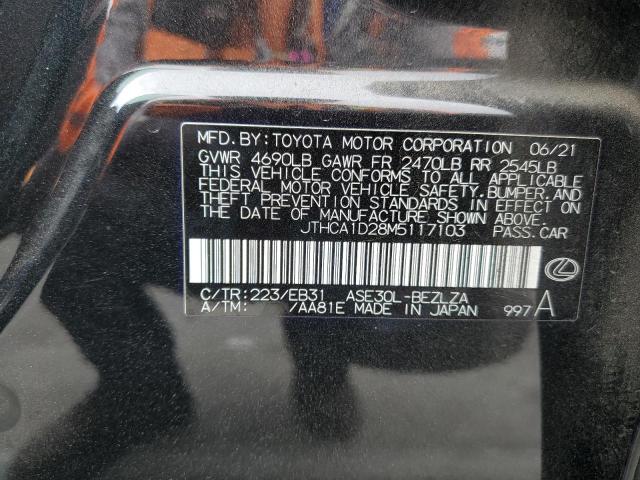 MFD. BY: TOYOTA MOTOR CORPORATION 06/21
GVWR 4690LB GAWR FR 2470LB RR 2545LB
THIS VEHICLE CONFORMS TO ALL APPLICABLE
FEDERAL MOTOR VEHICLE SAFETY, BUMPER, AND
THEFT PREVENTION STANDARDS IN EFFECT ON
THE DATE OF MANUFACTURE SHOWN ABOVE.
JTHCA1D28M5117103 PASS. CAR
C/TR: 223/EB31 ASE30L-BEZLZA
A/TM: /AA81E MADE IN JAPAN 997 A